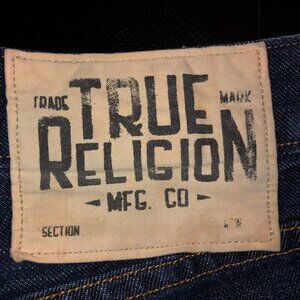 TRADE TRUE MARK
RELIGION
MFG. CO
SECTION